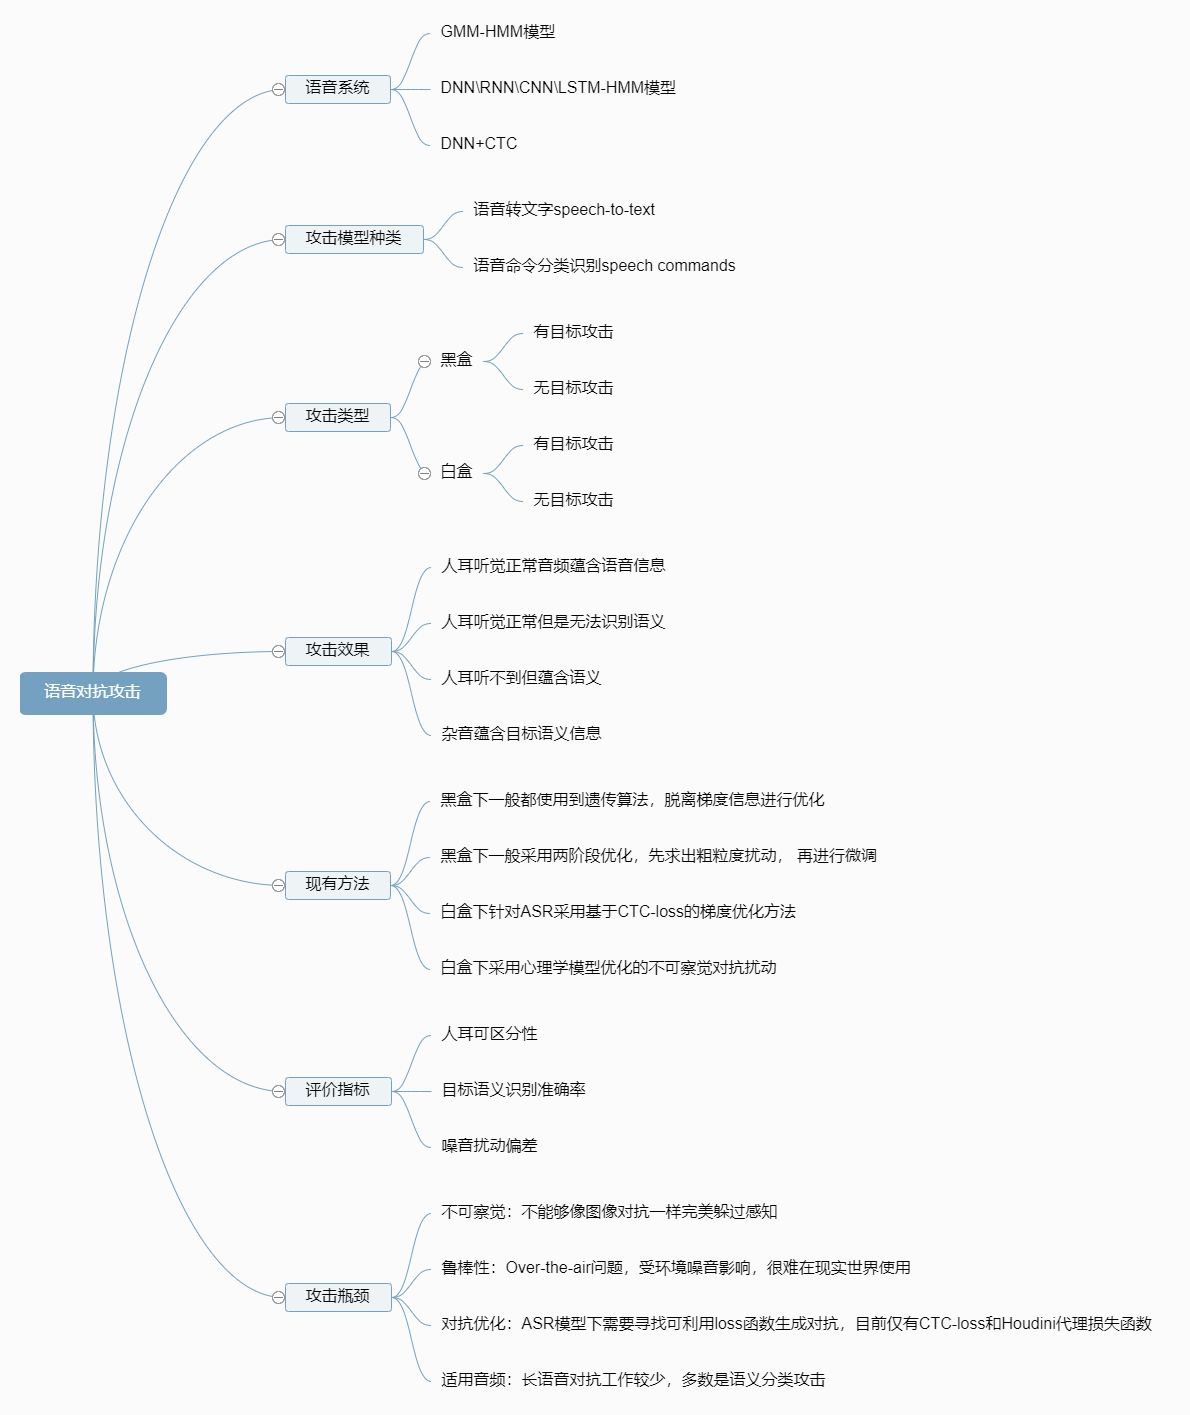 语音对抗攻击
语音系统
GMM-HMM模型
DNN\RNN\CNN\LSTM-HMM模型
DNN+CTC
攻击模型种类
语音转文字speech-to-text
语音命令分类识别speech commands
攻击类型
黑盒
有目标攻击
无目标攻击
白盒
有目标攻击
无目标攻击
攻击效果
人耳听觉正常音频蕴含语音信息
人耳听觉正常但是无法识别语义
人耳听不到但蕴含语义
杂音蕴含目标语义信息
现有方法
黑盒下一般都使用到遗传算法，脱离梯度信息进行优化
黑盒下一般采用两阶段优化，先求出粗粒度扰动， 再进行微调
白盒下针对ASR采用基于CTC-loss的梯度优化方法
白盒下采用心理学模型优化的不可察觉对抗扰动
评价指标
人耳可区分性
目标语义识别准确率
噪音扰动偏差
攻击瓶颈
不可察觉：不能够像图像对抗一样完美躲过感知
鲁棒性：Over-the-air问题，受环境噪音影响，很难在现实世界使用
对抗优化：ASR模型下需要寻找可利用loss函数生成对抗，目前仅有CTC-loss和Houdini代理损失函数
适用音频：长语音对抗工作较少，多数是语义分类攻击